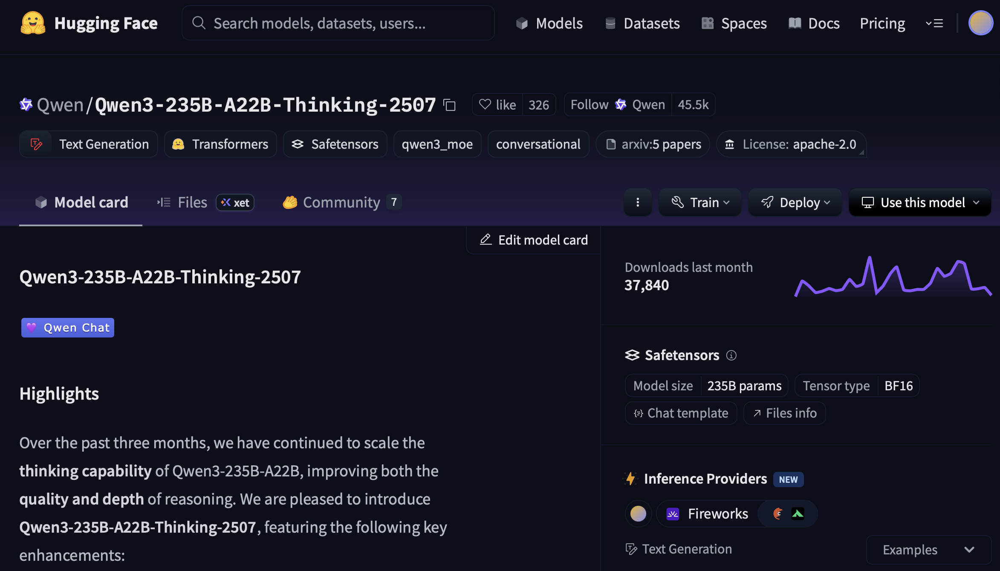 Hugging Face
Search models, datasets, users...
Models
Datasets
Spaces
Docs
Pricing
Qwen/Qwen3-235B-A22B-Thinking-2507
like 326
Follow Qwen 45.5k
Text Generation
Transformers
Safetensors
qwen3_moe
conversational
arxiv:5 papers
License: apache-2.0
Model card
Files xet
Community 7
Train
Deploy
Use this model
Edit model card
Qwen3-235B-A22B-Thinking-2507
Qwen Chat
Highlights
Over the past three months, we have continued to scale the
thinking capability of Qwen3-235B-A22B, improving both the
quality and depth of reasoning. We are pleased to introduce
Qwen3-235B-A22B-Thinking-2507, featuring the following key
enhancements:
Downloads last month
37,840
Safetensors
Model size 235B params
Tensor type BF16
Chat template
Files info
Inference Providers NEW
Fireworks
Text Generation
Examples